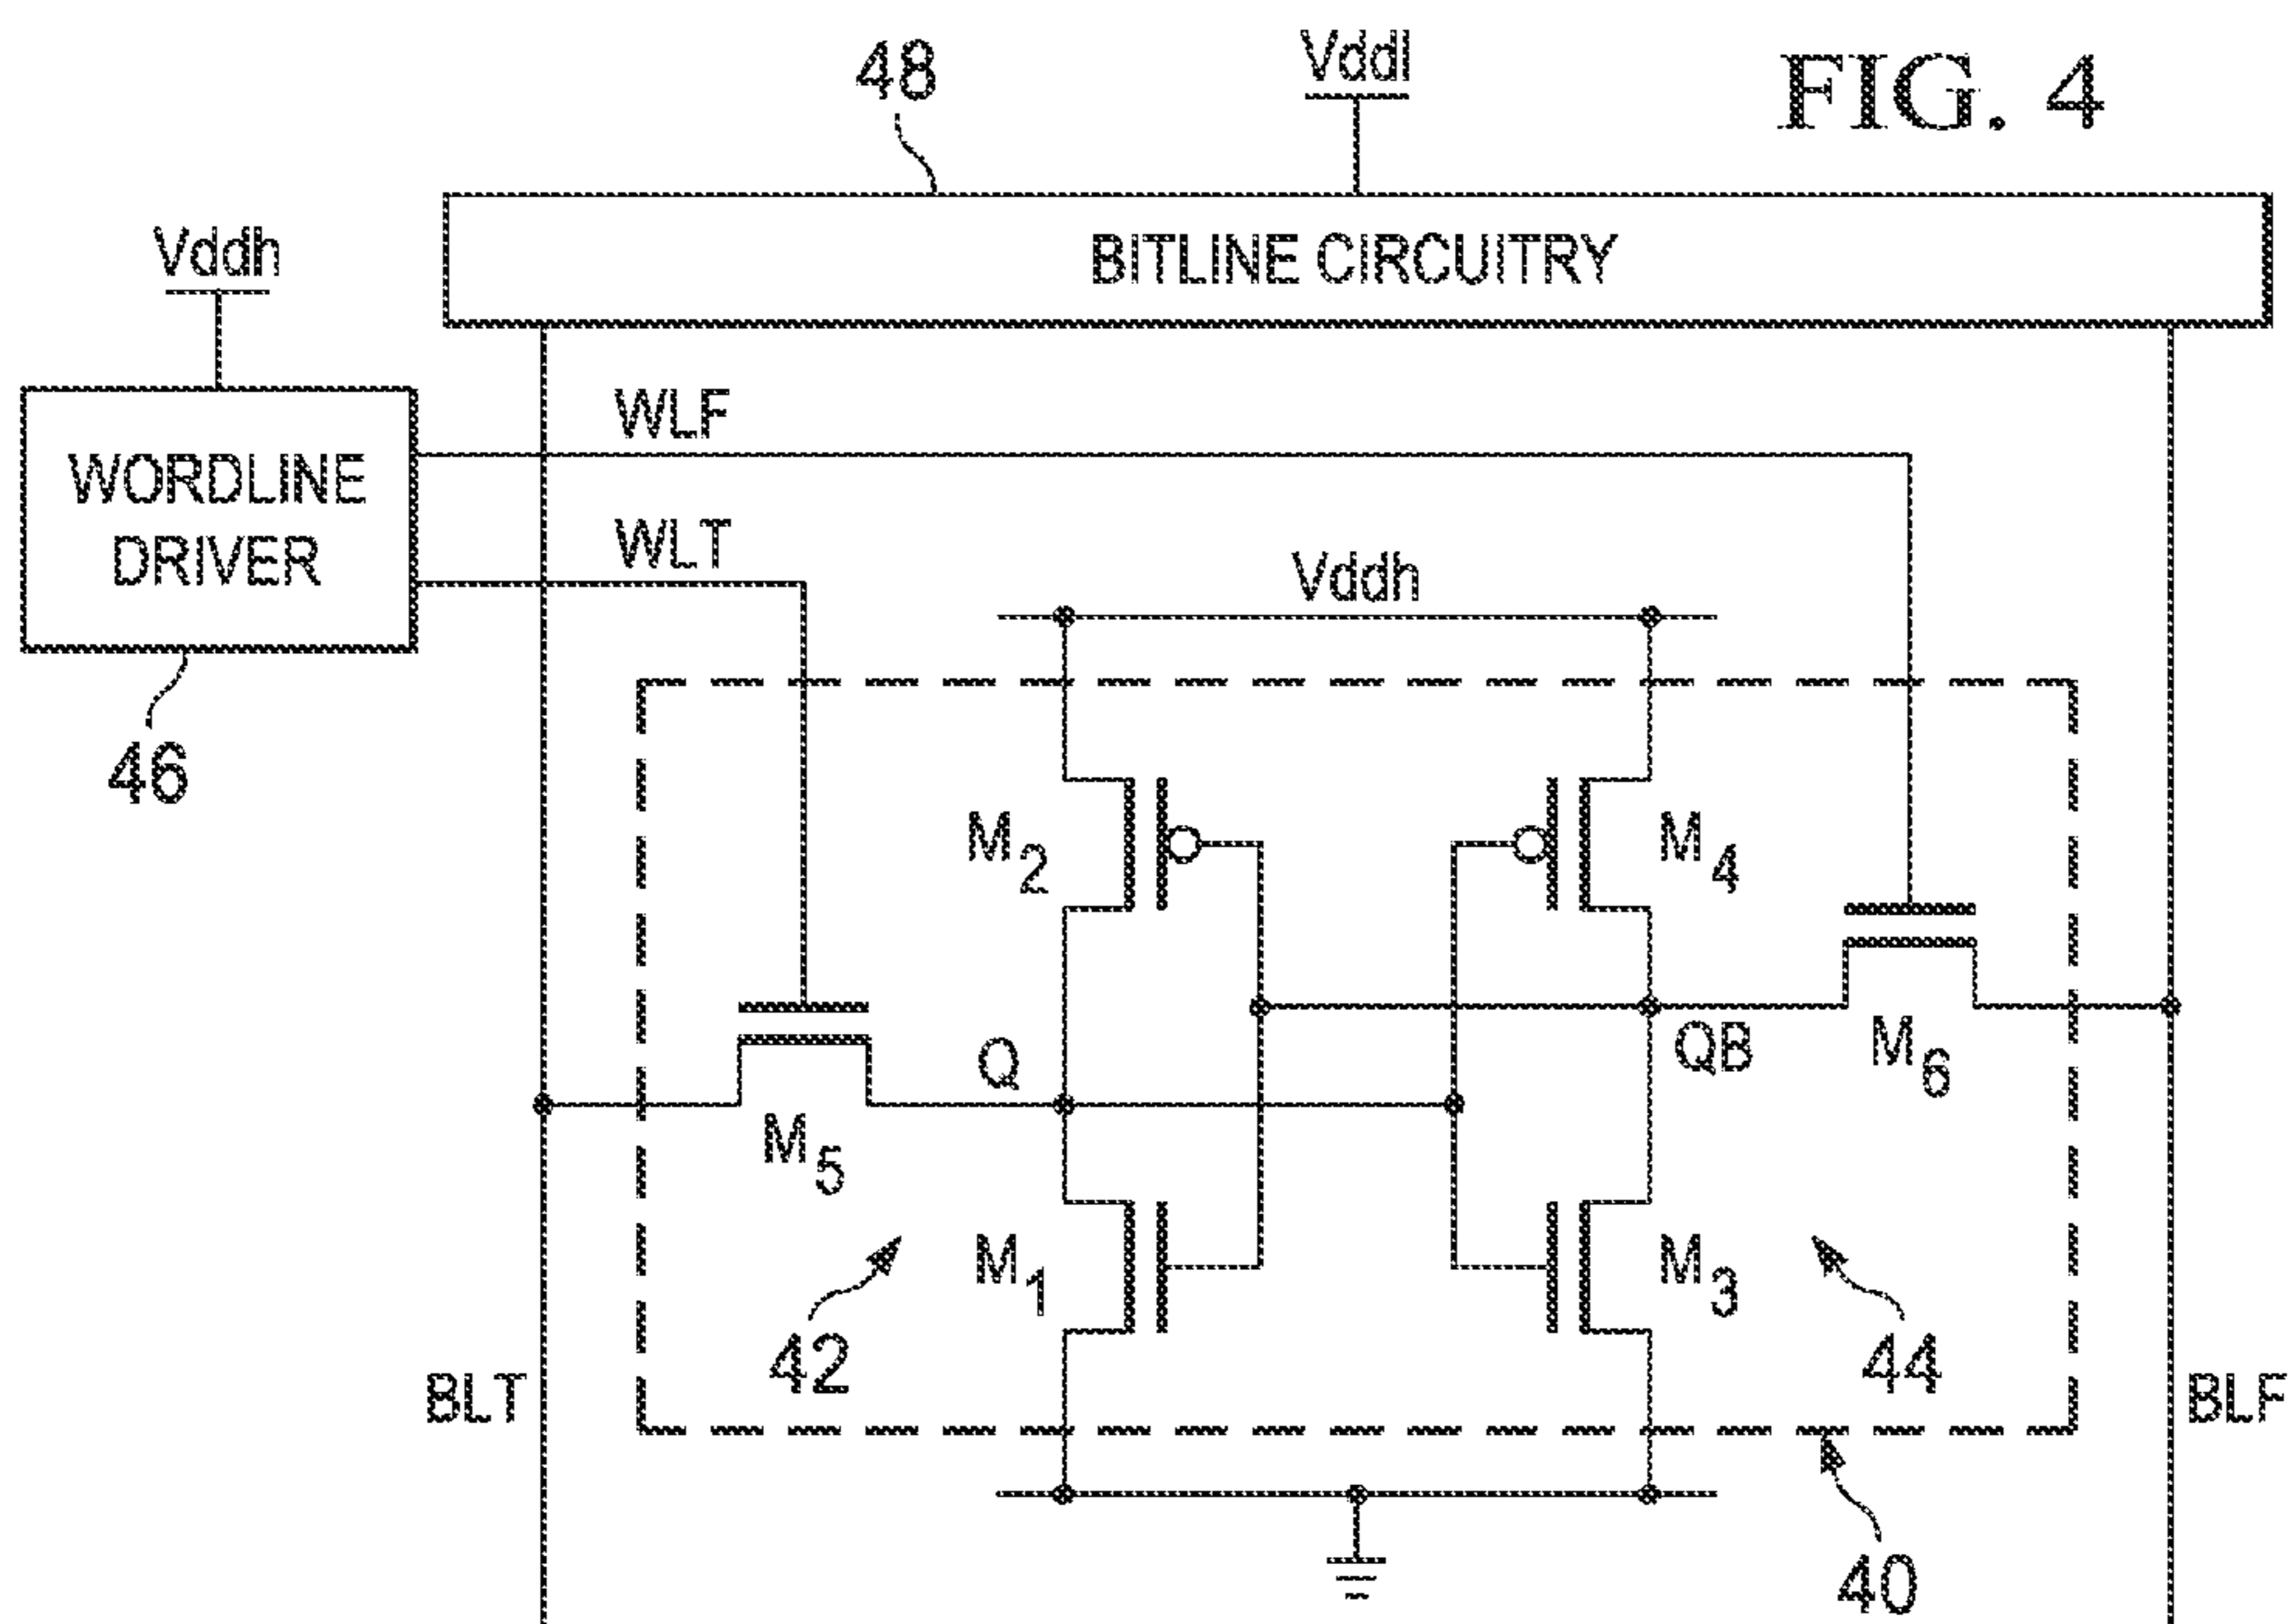 FIG. 4
48
Vddl
BITLINE CIRCUITRY
Vddh
WORDLINE
DRIVER
46
WLF
WLT
Vddh
M2
M4
Q
QB
M6
M5
M1
M3
42
44
BLT
BLF
40